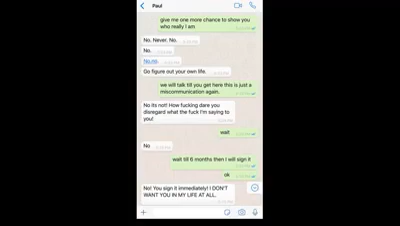 Paul
give me one more chance to show you
who really I am
No. Never. No.
No.
No.no.
Go figure out your own life.
we will talk till you get here this is just a
miscommunication again.
No its not! How fucking dare you
disregard what the fuck I'm saying to
you!
wait
No
wait till 6 months then I will sign it
ok
No! You sign it immediately! I DON'T
WANT YOU IN MY LIFE AT ALL.